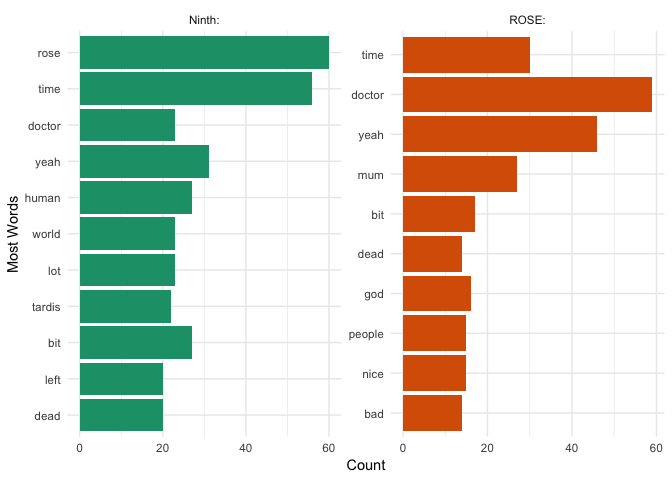 Ninth:
ROSE:
Most Words
rose
time
doctor
yeah
human
world
lot
tardis
bit
left
dead
0 20 40 60
time
doctor
yeah
mum
bit
dead
god
people
nice
bad
0 20 40 60
Count